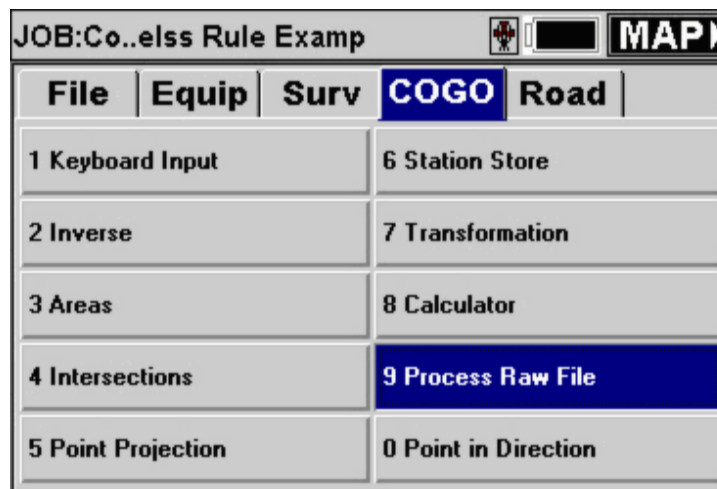 JOB:Co..elss Rule Examp MAP
File Equip Surv COGO Road
1 Keyboard Input 6 Station Store
2 Inverse 7 Transformation
3 Areas 8 Calculator
4 Intersections 9 Process Raw File
5 Point Projection 0 Point in Direction